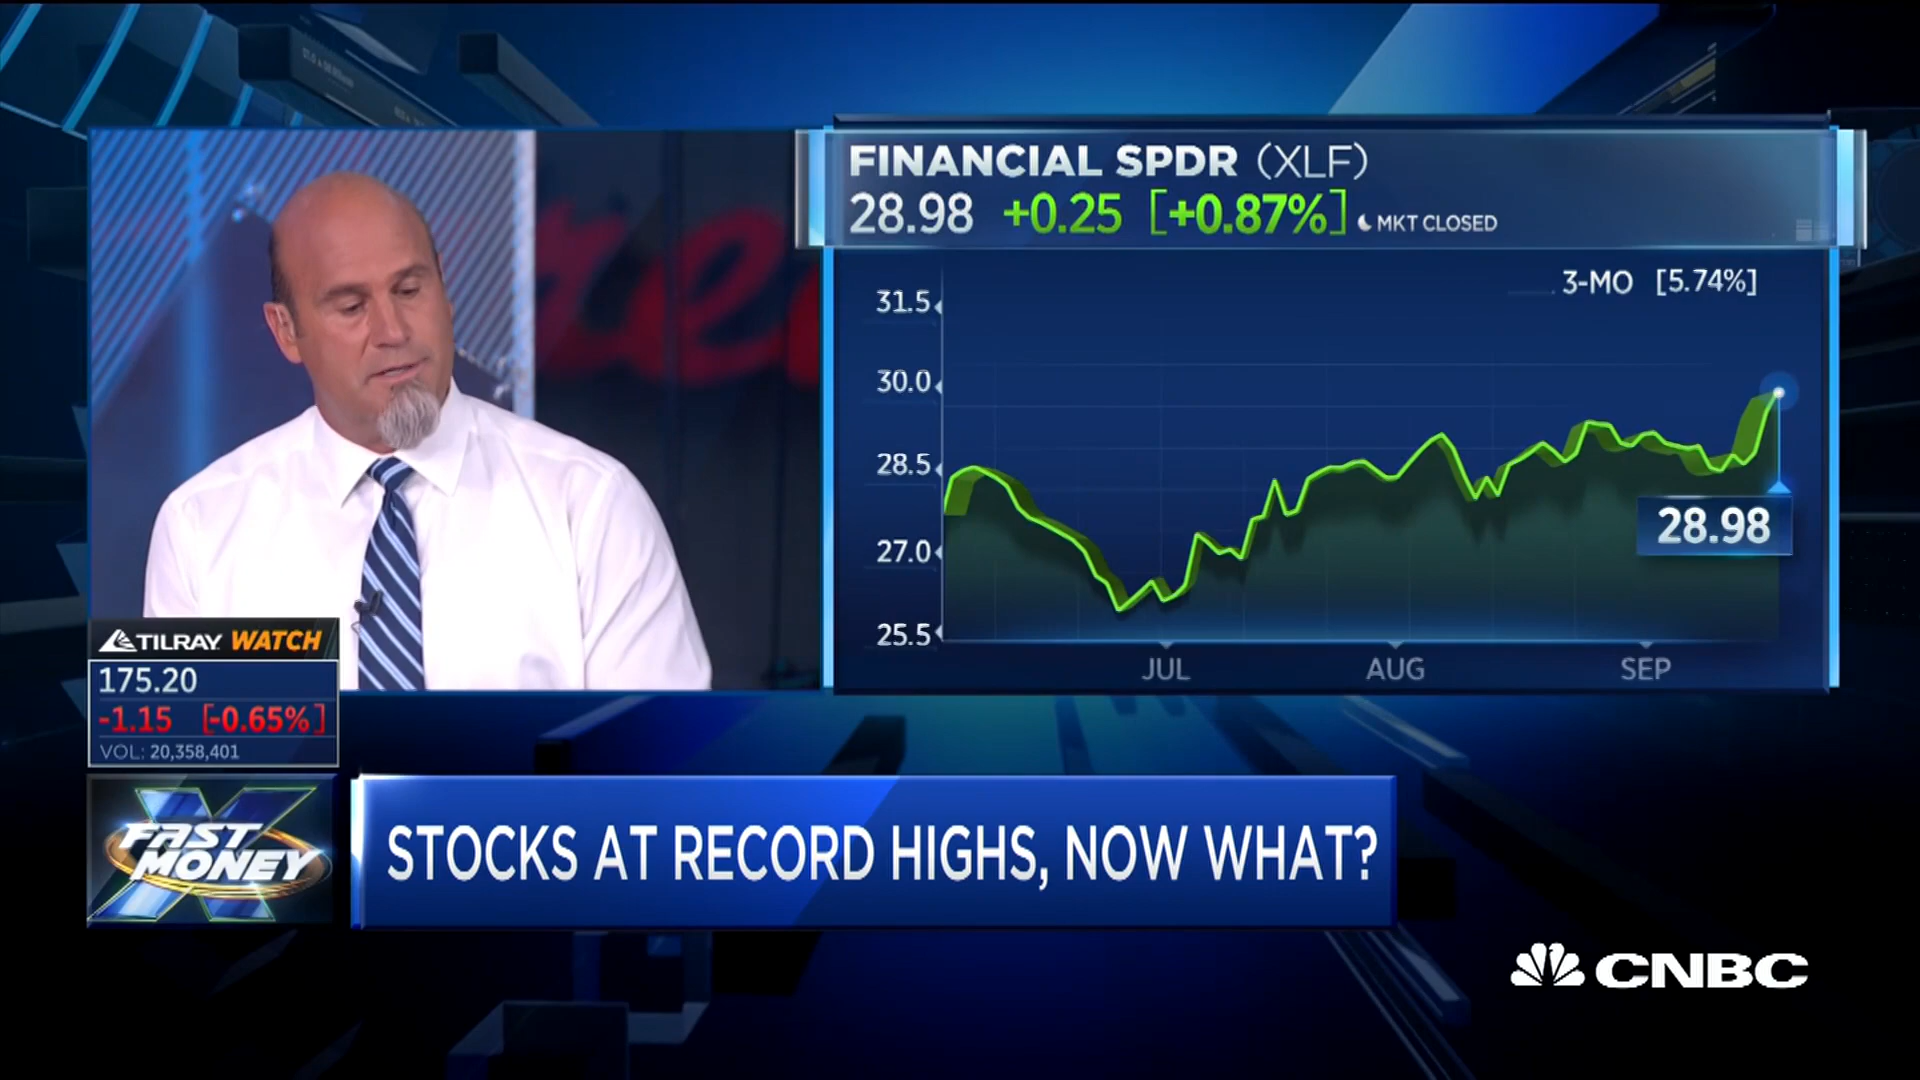 FINANCIAL SPDR (XLF)
28.98 +0.25 [+0.87%] MKT CLOSED
3-MO [5.74%]
31.5
30.0
28.5
27.0
25.5
28.98
JUL AUG SEP
TILRAY WATCH
175.20
-1.15 [-0.65%]
VOL: 20,358,401
FAST
MONEY
STOCKS AT RECORD HIGHS, NOW WHAT?
CNBC